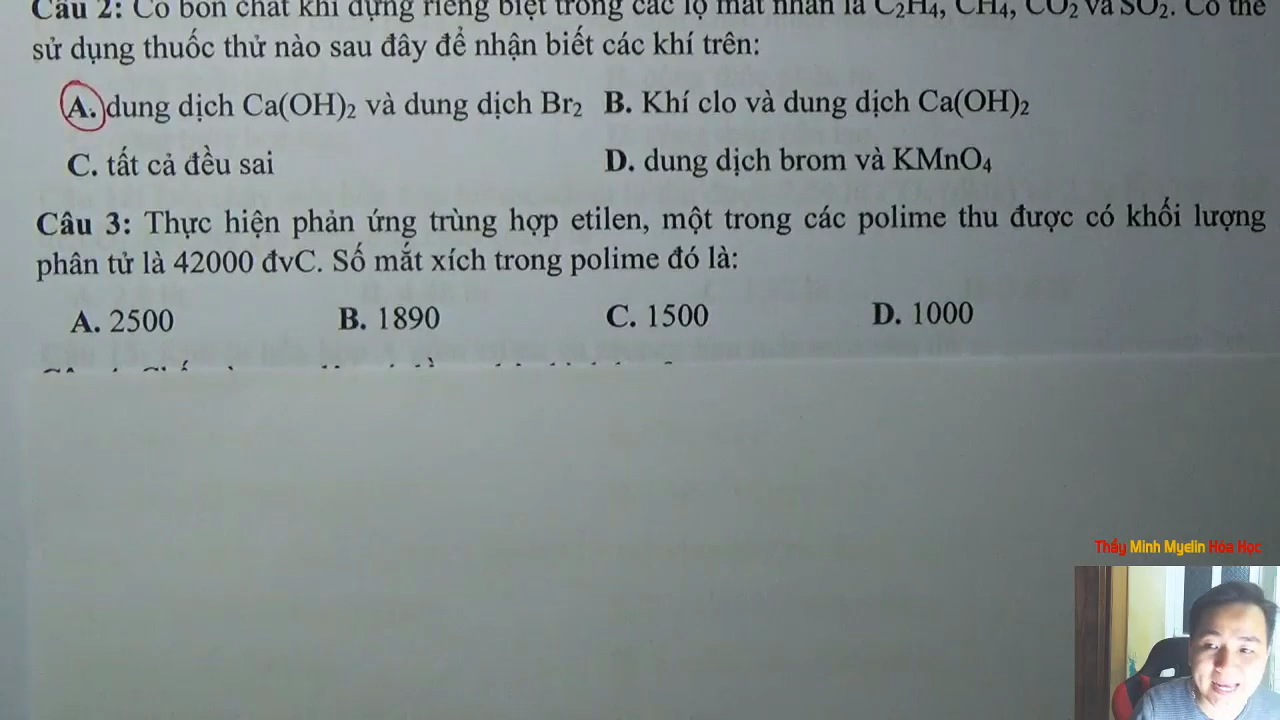 Câu 2: Có bốn chất khí đựng riêng biệt trong các lọ mất nhãn là C₂H₄, CH₄, CO₂ và SO₂. Có thể
sử dụng thuốc thử nào sau đây để nhận biết các khí trên:
A. dung dịch Ca(OH)₂ và dung dịch Br₂ B. Khí clo và dung dịch Ca(OH)₂
C. tất cả đều sai D. dung dịch brom và KMnO₄
Câu 3: Thực hiện phản ứng trùng hợp etilen, một trong các polime thu được có khối lượng
phân tử là 42000 đvC. Số mắt xích trong polime đó là:
A. 2500 B. 1890 C. 1500 D. 1000
Thầy Minh Myelin Hóa Học